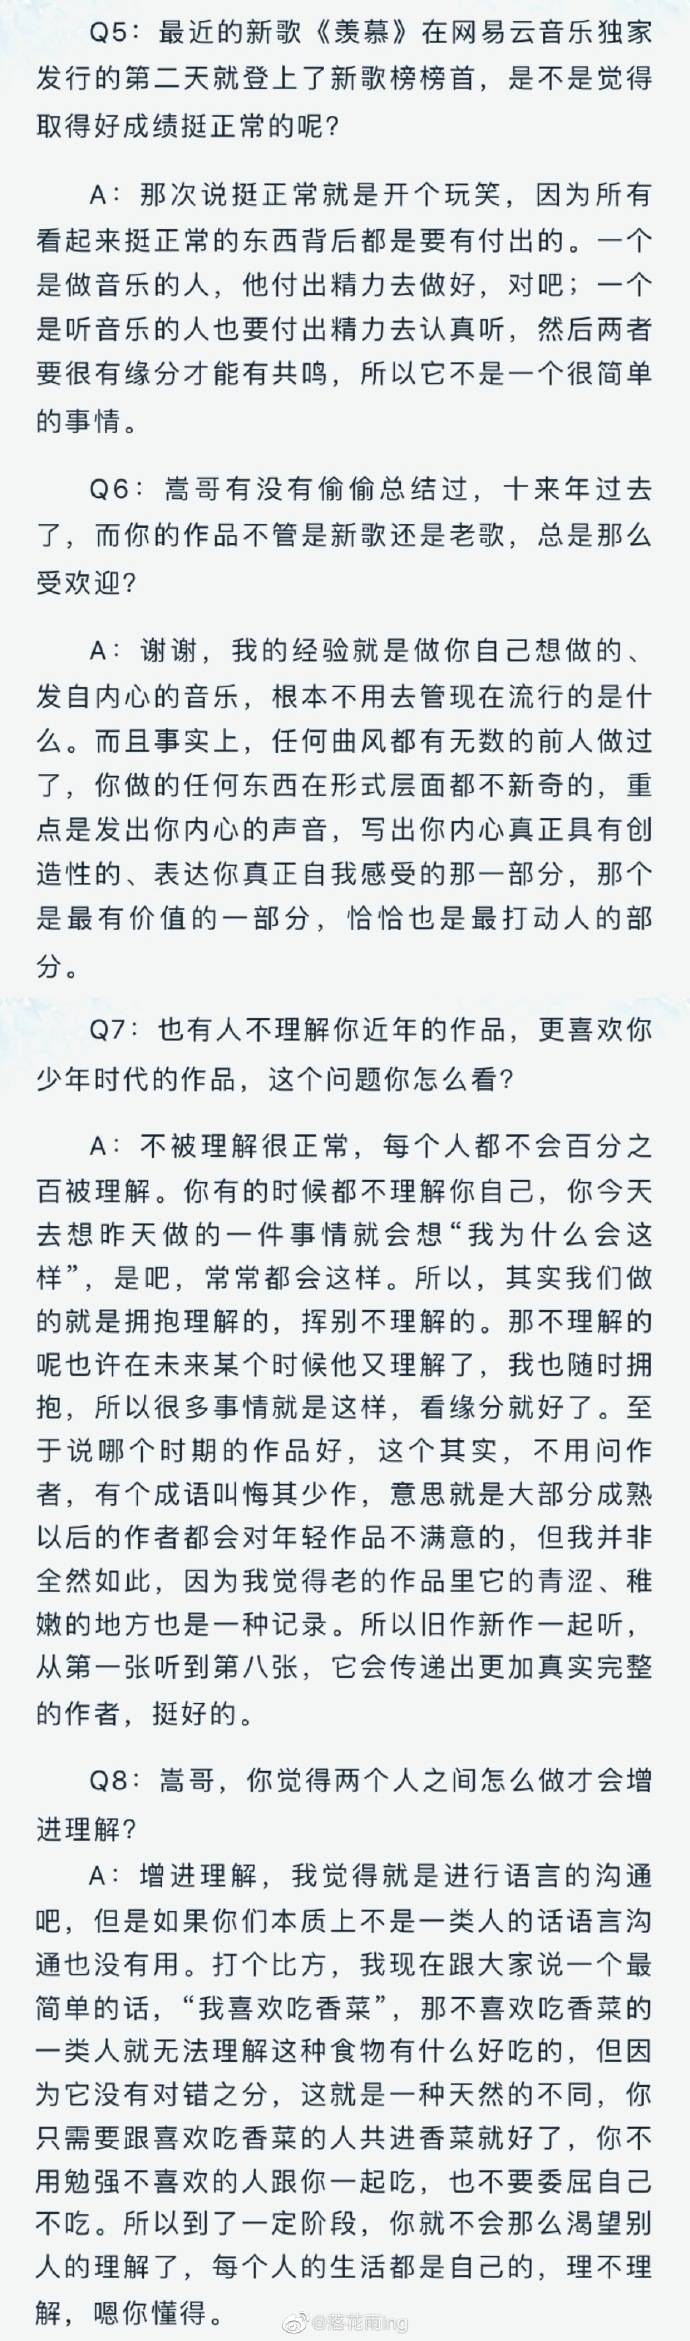 Q5：最近的新歌《羡慕》在网易云音乐独家
发行的第二天就登上了新歌榜榜首，是不是觉得
取得好成绩挺正常的呢？
A：那次说挺正常就是开个玩笑，因为所有
看起来挺正常的东西背后都是要有付出的。一个
是做音乐的人，他付出精力去做好，对吧；一个
是听音乐的人也要付出精力去认真听，然后两者
要很有缘分才能有共鸣，所以它不是一个很简单
的事情。
Q6：嵩哥有没有偷偷总结过，十来年过去
了，而你的作品不管是新歌还是老歌，总是那么
受欢迎？
A：谢谢，我的经验就是做你自己想做的、
发自内心的音乐，根本不用去管现在流行的是什
么。而且事实上，任何曲风都有无数的前人做过
了，你做的任何东西在形式层面都不新奇的，重
点是发出你内心的声音，写出你内心真正具有创
造性的、表达你真正自我感受的那一部分，那个
是最有价值的一部分，恰恰也是最打动人的部
分。
Q7：也有人不理解你近年的作品，更喜欢你
少年时代的作品，这个问题你怎么看？
A：不被理解很正常，每个人都不会百分之
百被理解。你有的时候都不理解你自己，你今天
去想昨天做的一件事情就会想“我为什么会这
样”，是吧，常常都会这样。所以，其实我们做
的就是拥抱理解的，挥别不理解的。那不理解的
呢也许在未来某个时候他又理解了，我也随时拥
抱，所以很多事情就是这样，看缘分就好了。至
于说哪个时期的作品好，这个其实，不用问作
者，有个成语叫悔其少作，意思就是大部分成熟
以后的作者都会对年轻作品不满意的，但我并非
全然如此，因为我觉得老的作品里它的青涩、稚
嫩的地方也是一种记录。所以旧作新作一起听，
从第一张听到第八张，它会传递出更加真实完整
的作者，挺好的。
Q8：嵩哥，你觉得两个人之间怎么做才会增
进理解？
A：增进理解，我觉得就是进行语言的沟通
吧，但是如果你们本质上不是一类人的话语言沟
通也没有用。打个比方，我现在跟大家说一个最
简单的话，“我喜欢吃香菜”，那不喜欢吃香菜的
一类人就无法理解这种食物有什么好吃的，但因
为它没有对错之分，这就是一种天然的不同，你
只需要跟喜欢吃香菜的人共进香菜就好了，你不
用勉强不喜欢的人跟你一起吃，也不要委屈自己
不吃。所以到了一定阶段，你就不会那么渴望别
人的理解了，每个人的生活都是自己的，理不理
解，嗯你懂得。
@落花雨ing